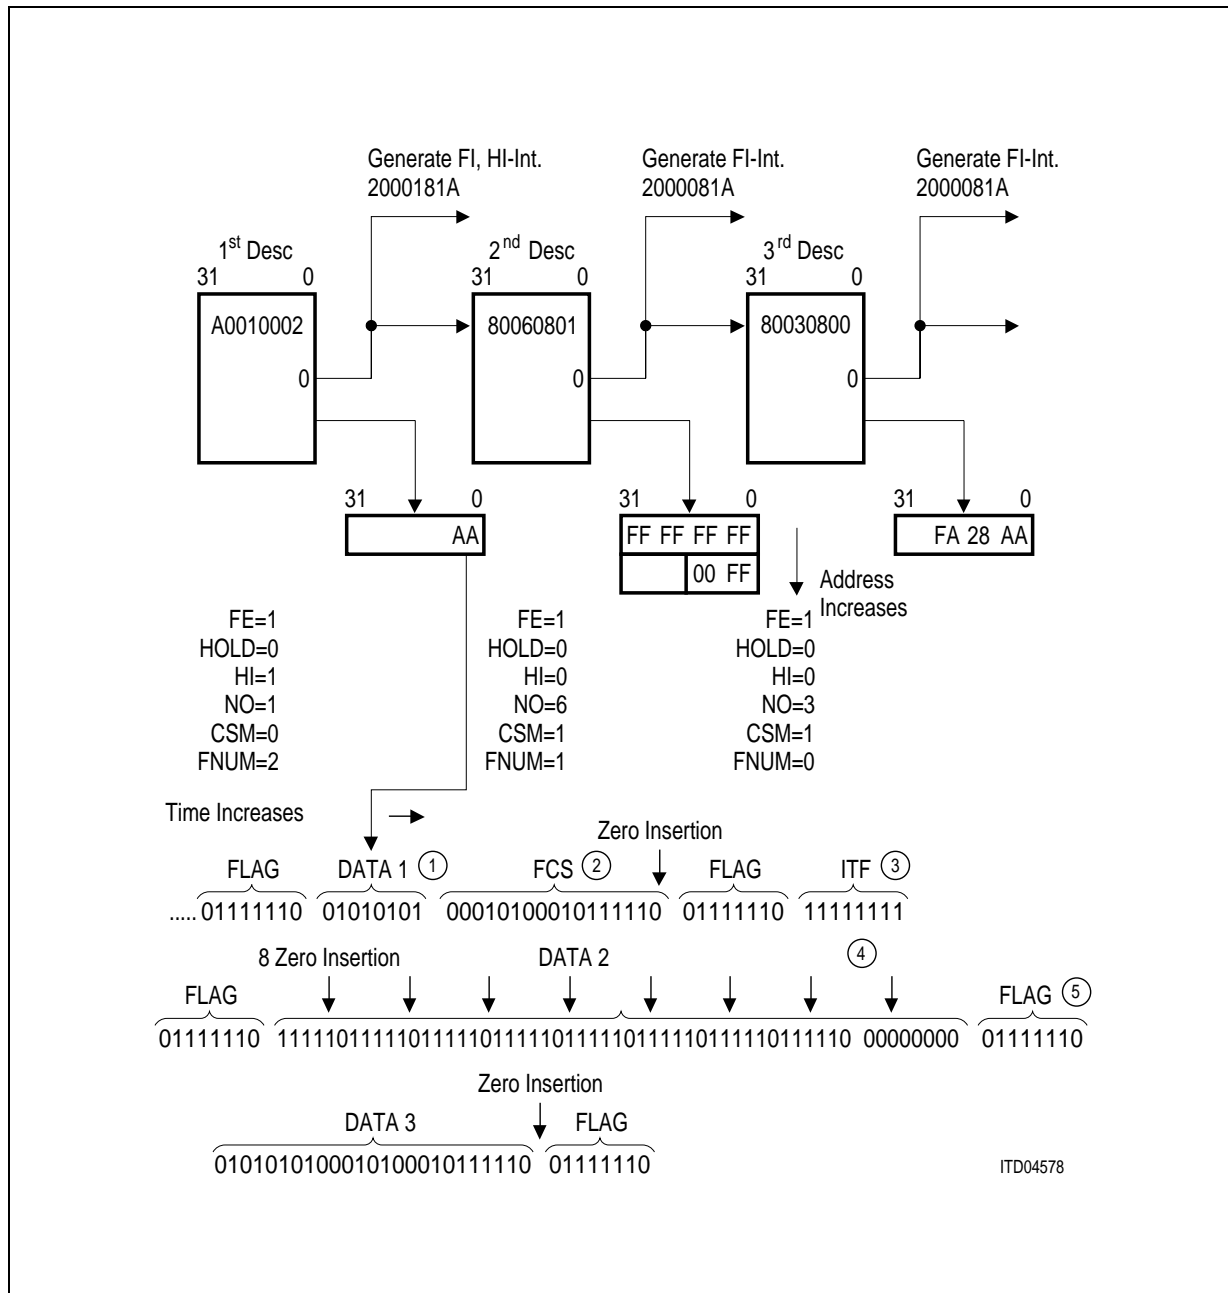 Generate FI, HI-Int. Generate FI-Int. Generate FI-Int.
2000181A 2000081A 2000081A
1st Desc 2nd Desc 3rd Desc
31 0 31 0 31 0
A0010002 80060801 80030800
0 0 0
31 0 31 0 31 0
AA FF FF FF FF FA 28 AA
00 FF
Address
Increases
FE=1 FE=1 FE=1
HOLD=0 HOLD=0 HOLD=0
HI=1 HI=0 HI=0
NO=1 NO=6 NO=3
CSM=0 CSM=1 CSM=1
FNUM=2 FNUM=1 FNUM=0
Time Increases
Zero Insertion
FLAG DATA 1 1 FCS 2 FLAG ITF 3
.....01111110 01010101 00010100010111110 01111110 11111111
8 Zero Insertion DATA 2 4
FLAG FLAG 5
01111110 111110111110111110111110111110111110111110111110 00000000 01111110
Zero Insertion
DATA 3 FLAG
0101010100010100010111110 01111110
ITD04578